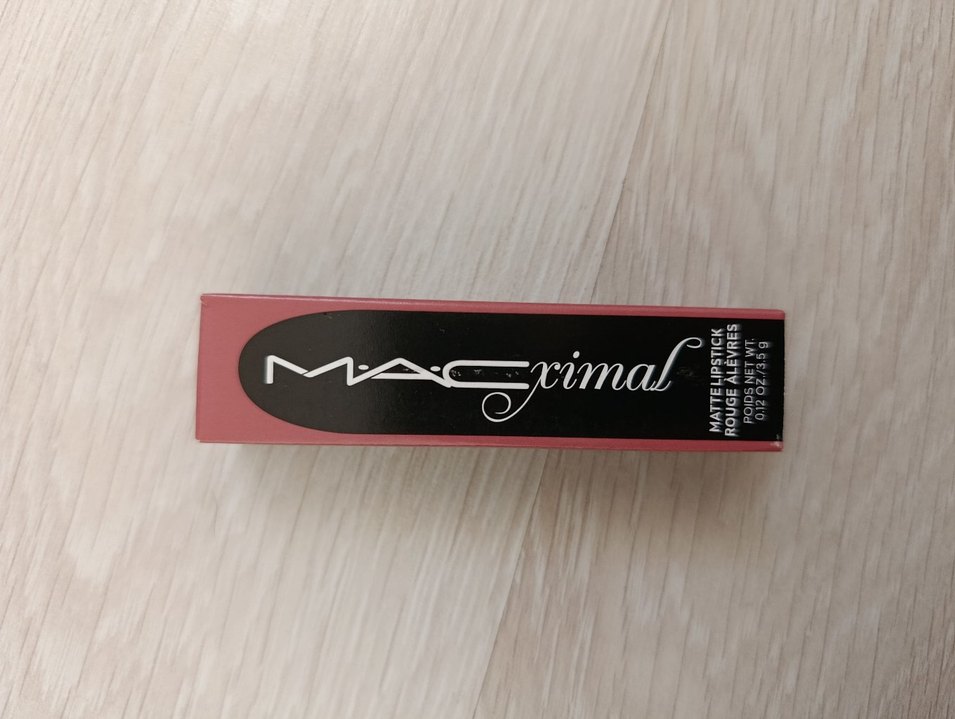 M·A·Cximal
MATTE LIPSTICK
ROUGE À LÈVRES
POIDS NET WT.
0.12 OZ./3.5 g